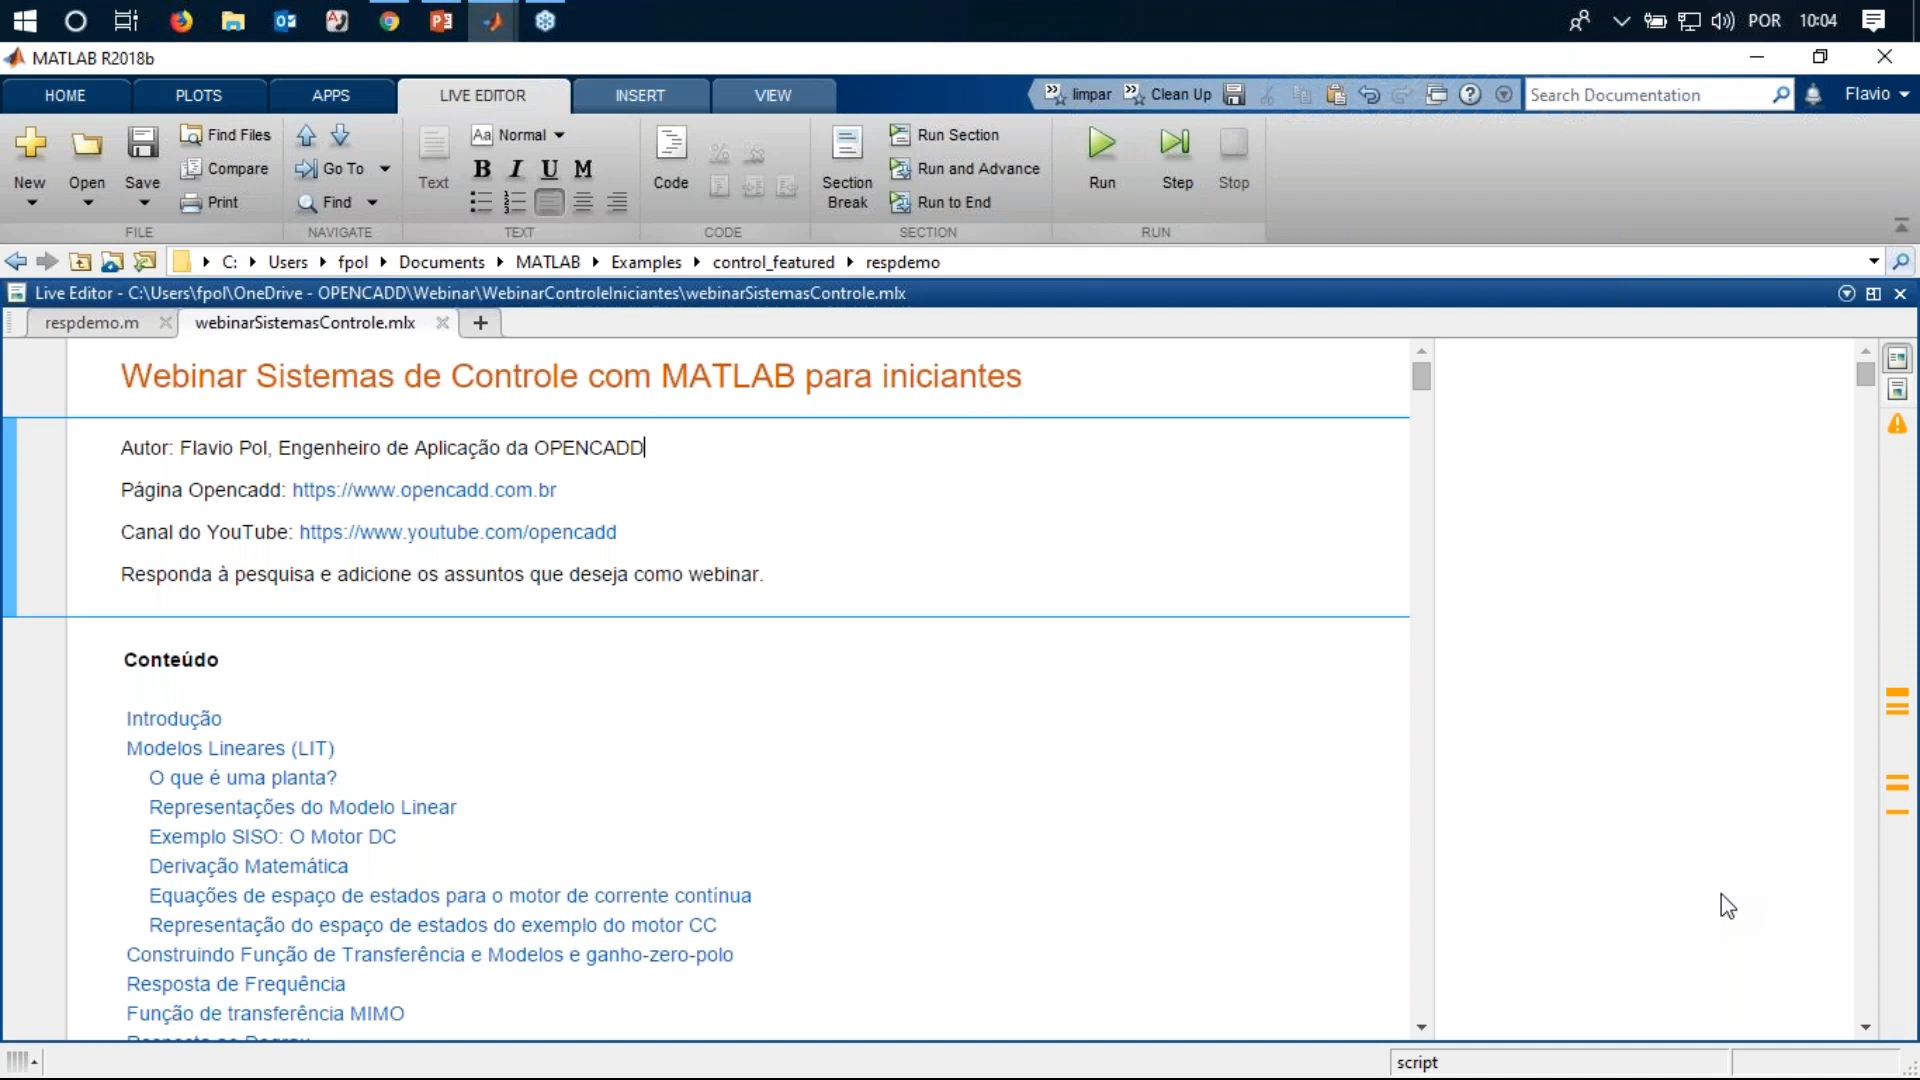 POR 10:04
MATLAB R2018b
HOME PLOTS APPS LIVE EDITOR INSERT VIEW limpar Clean Up Search Documentation Flavio
Find Files Aa Normal Run Section
Compare Go To B I U M Run and Advance
New Open Save Print Find Text Code Section Break Run to End Run Step Stop
FILE NAVIGATE TEXT CODE SECTION RUN
C: Users fpol Documents MATLAB Examples control_featured respdemo
Live Editor - C:\Users\fpol\OneDrive - OPENCADD\Webinar\WebinarControleIniciantes\webinarSistemasControle.mlx
respdemo.m webinarSistemasControle.mlx +
Webinar Sistemas de Controle com MATLAB para iniciantes
Autor: Flavio Pol, Engenheiro de Aplicação da OPENCADD
Página Opencadd: https://www.opencadd.com.br
Canal do YouTube: https://www.youtube.com/opencadd
Responda à pesquisa e adicione os assuntos que deseja como webinar.
Conteúdo
Introdução
Modelos Lineares (LIT)
O que é uma planta?
Representações do Modelo Linear
Exemplo SISO: O Motor DC
Derivação Matemática
Equações de espaço de estados para o motor de corrente contínua
Representação do espaço de estados do exemplo do motor CC
Construindo Função de Transferência e Modelos e ganho-zero-polo
Resposta de Frequência
Função de transferência MIMO
script